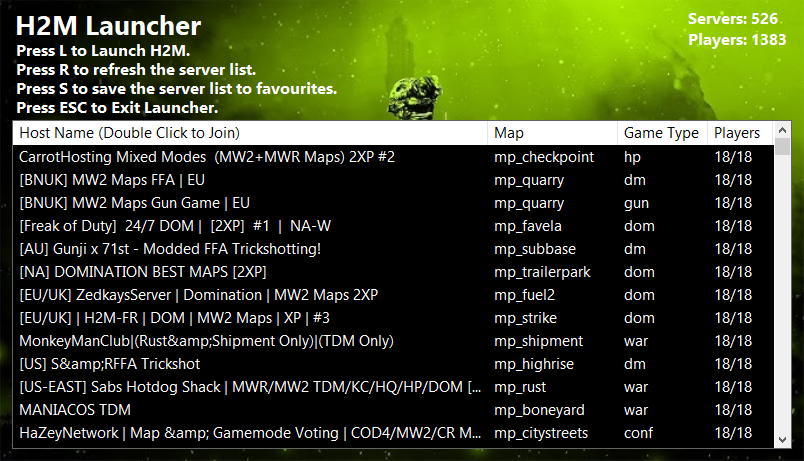 H2M Launcher
Servers: 526
Players: 1383
Press L to Launch H2M.
Press R to refresh the server list.
Press S to save the server list to favourites.
Press ESC to Exit Launcher.
Host Name (Double Click to Join) Map Game Type Players
CarrotHosting Mixed Modes  (MW2+MWR Maps) 2XP #2 mp_checkpoint hp 18/18
[BNUK] MW2 Maps FFA | EU mp_quarry dm 18/18
[BNUK] MW2 Maps Gun Game | EU mp_quarry gun 18/18
[Freak of Duty]  24/7 DOM |  [2XP]  #1  |  NA-W mp_favela dom 18/18
[AU] Gunji x 71st - Modded FFA Trickshotting! mp_subbase dm 18/18
[NA] DOMINATION BEST MAPS [2XP] mp_trailerpark dom 18/18
[EU/UK] ZedkaysServer | Domination | MW2 Maps 2XP mp_fuel2 dom 18/18
[EU/UK] | H2M-FR | DOM | MW2 Maps | XP | #3 mp_strike dom 18/18
MonkeyManClub|(Rust&amp;Shipment Only)|(TDM Only) mp_shipment war 18/18
[US] S&amp;RFFA Trickshot mp_highrise dm 18/18
[US-EAST] Sabs Hotdog Shack | MWR/MW2 TDM/KC/HQ/HP/DOM [... mp_rust war 18/18
MANIACOS TDM mp_boneyard war 18/18
HaZeyNetwork | Map &amp; Gamemode Voting | COD4/MW2/CR M... mp_citystreets conf 18/18